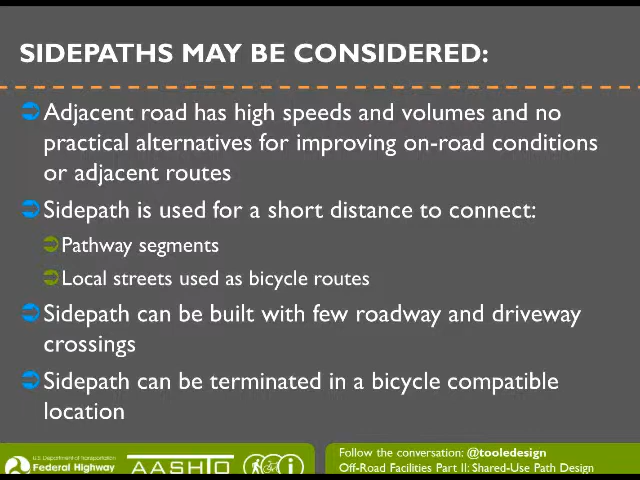 SIDEPATHS MAY BE CONSIDERED:
Adjacent road has high speeds and volumes and no
practical alternatives for improving on-road conditions
or adjacent routes
Sidepath is used for a short distance to connect:
Pathway segments
Local streets used as bicycle routes
Sidepath can be built with few roadway and driveway
crossings
Sidepath can be terminated in a bicycle compatible
location
U.S. Department of Transportation
Federal Highway
AASHTO
Follow the conversation: @tooledesign
Off-Road Facilities Part II: Shared-Use Path Design